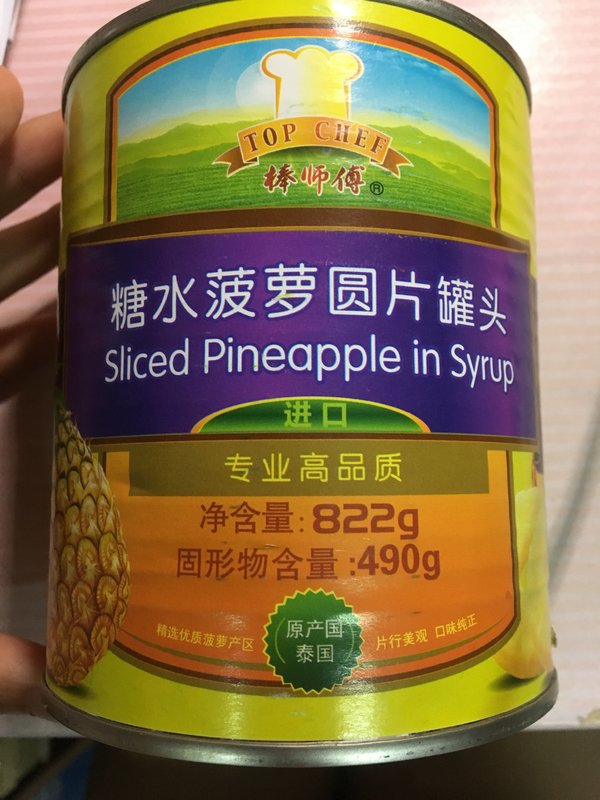 TOP CHEF
棒师傅®
糖水菠萝圆片罐头
Sliced Pineapple in Syrup
进口
专业高品质
净含量:822g
固形物含量:490g
精选优质菠萝产区
原产国
泰国
片行美观 口味纯正